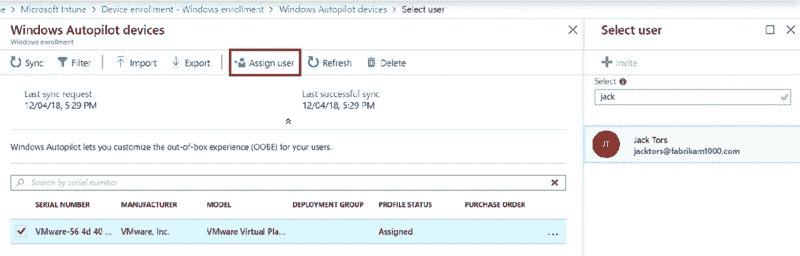 ne > Microsoft Intune > Device enrollment - Windows enrollment > Windows Autopilot devices > Select user
Windows Autopilot devices
Windows enrollment
Sync Filter Import Export Assign user Refresh Delete
Last sync request
12/04/18, 5:29 PM
Last successful sync
12/04/18, 5:29 PM
Windows Autopilot lets you customize the out-of-box experience (OOBE) for your users.
Search by serial number
SERIAL NUMBER MANUFACTURER MODEL DEPLOYMENT GROUP PROFILE STATUS PURCHASE ORDER
VMware-56 4d 40 ... VMware, Inc. VMware Virtual Pla... Assigned ...
Select user
Invite
Select
jack
JT
Jack Tors
jacktors@fabrikam1000.com